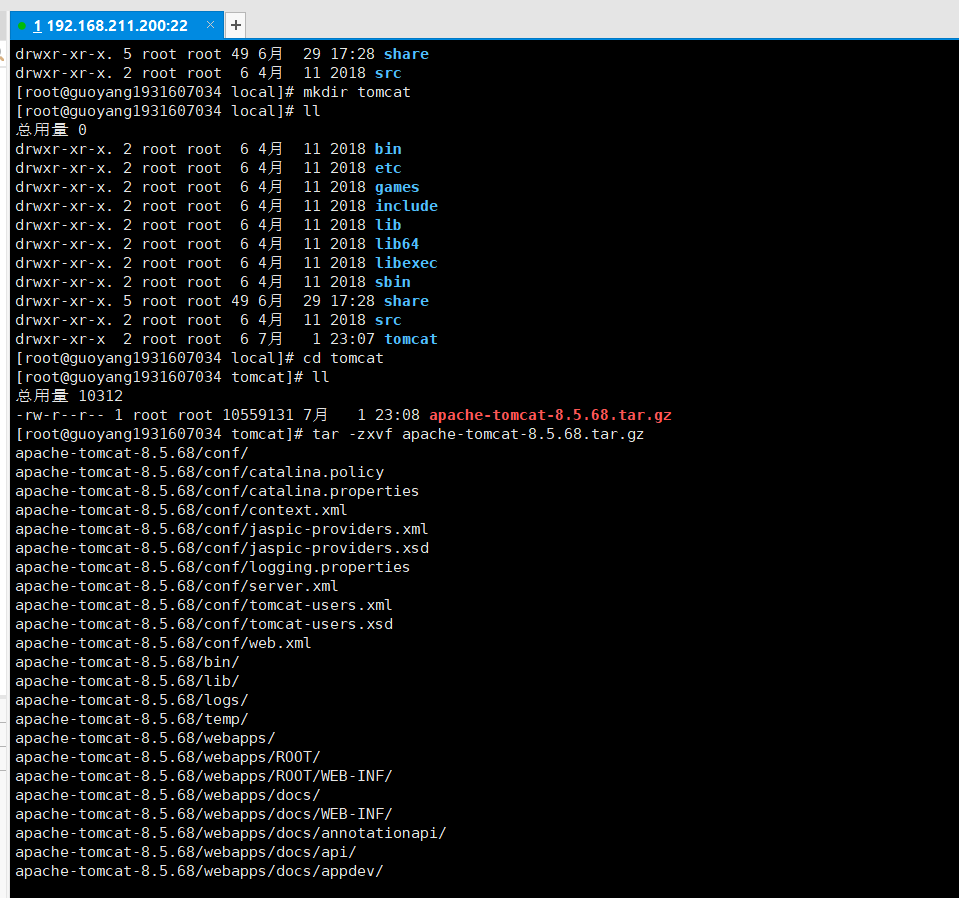 1 192.168.211.200:22 × +
drwxr-xr-x. 5 root root 49 6月  29 17:28 share
drwxr-xr-x. 2 root root  6 4月  11 2018 src
[root@guoyang1931607034 local]# mkdir tomcat
[root@guoyang1931607034 local]# ll
总用量 0
drwxr-xr-x. 2 root root  6 4月  11 2018 bin
drwxr-xr-x. 2 root root  6 4月  11 2018 etc
drwxr-xr-x. 2 root root  6 4月  11 2018 games
drwxr-xr-x. 2 root root  6 4月  11 2018 include
drwxr-xr-x. 2 root root  6 4月  11 2018 lib
drwxr-xr-x. 2 root root  6 4月  11 2018 lib64
drwxr-xr-x. 2 root root  6 4月  11 2018 libexec
drwxr-xr-x. 2 root root  6 4月  11 2018 sbin
drwxr-xr-x. 5 root root 49 6月  29 17:28 share
drwxr-xr-x. 2 root root  6 4月  11 2018 src
drwxr-xr-x  2 root root  6 7月   1 23:07 tomcat
[root@guoyang1931607034 local]# cd tomcat
[root@guoyang1931607034 tomcat]# ll
总用量 10312
-rw-r--r-- 1 root root 10559131 7月   1 23:08 apache-tomcat-8.5.68.tar.gz
[root@guoyang1931607034 tomcat]# tar -zxvf apache-tomcat-8.5.68.tar.gz
apache-tomcat-8.5.68/conf/
apache-tomcat-8.5.68/conf/catalina.policy
apache-tomcat-8.5.68/conf/catalina.properties
apache-tomcat-8.5.68/conf/context.xml
apache-tomcat-8.5.68/conf/jaspic-providers.xml
apache-tomcat-8.5.68/conf/jaspic-providers.xsd
apache-tomcat-8.5.68/conf/logging.properties
apache-tomcat-8.5.68/conf/server.xml
apache-tomcat-8.5.68/conf/tomcat-users.xml
apache-tomcat-8.5.68/conf/tomcat-users.xsd
apache-tomcat-8.5.68/conf/web.xml
apache-tomcat-8.5.68/bin/
apache-tomcat-8.5.68/lib/
apache-tomcat-8.5.68/logs/
apache-tomcat-8.5.68/temp/
apache-tomcat-8.5.68/webapps/
apache-tomcat-8.5.68/webapps/ROOT/
apache-tomcat-8.5.68/webapps/ROOT/WEB-INF/
apache-tomcat-8.5.68/webapps/docs/
apache-tomcat-8.5.68/webapps/docs/WEB-INF/
apache-tomcat-8.5.68/webapps/docs/annotationapi/
apache-tomcat-8.5.68/webapps/docs/api/
apache-tomcat-8.5.68/webapps/docs/appdev/